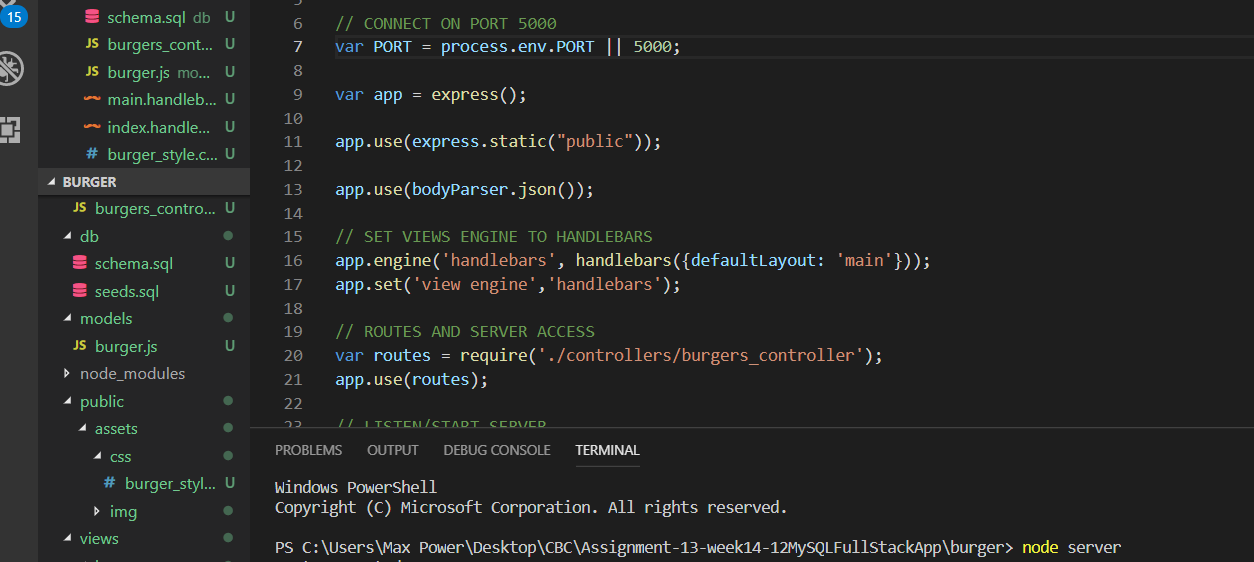 15
schema.sql db U
JS burgers_cont... U
JS burger.js mo... U
main.handleb... U
index.handle... U
# burger_style.c... U
BURGER
JS burgers_contro... U
db
schema.sql U
seeds.sql U
models
JS burger.js U
node_modules
public
assets
css
# burger_styl... U
img
views
6 // CONNECT ON PORT 5000
7 var PORT = process.env.PORT || 5000;
8
9 var app = express();
10
11 app.use(express.static("public"));
12
13 app.use(bodyParser.json());
14
15 // SET VIEWS ENGINE TO HANDLEBARS
16 app.engine('handlebars', handlebars({defaultLayout: 'main'}));
17 app.set('view engine','handlebars');
18
19 // ROUTES AND SERVER ACCESS
20 var routes = require('./controllers/burgers_controller');
21 app.use(routes);
22
23 // LISTEN/START SERVER
PROBLEMS OUTPUT DEBUG CONSOLE TERMINAL
Windows PowerShell
Copyright (C) Microsoft Corporation. All rights reserved.
PS C:\Users\Max Power\Desktop\CBC\Assignment-13-week14-12MySQLFullStackApp\burger> node server